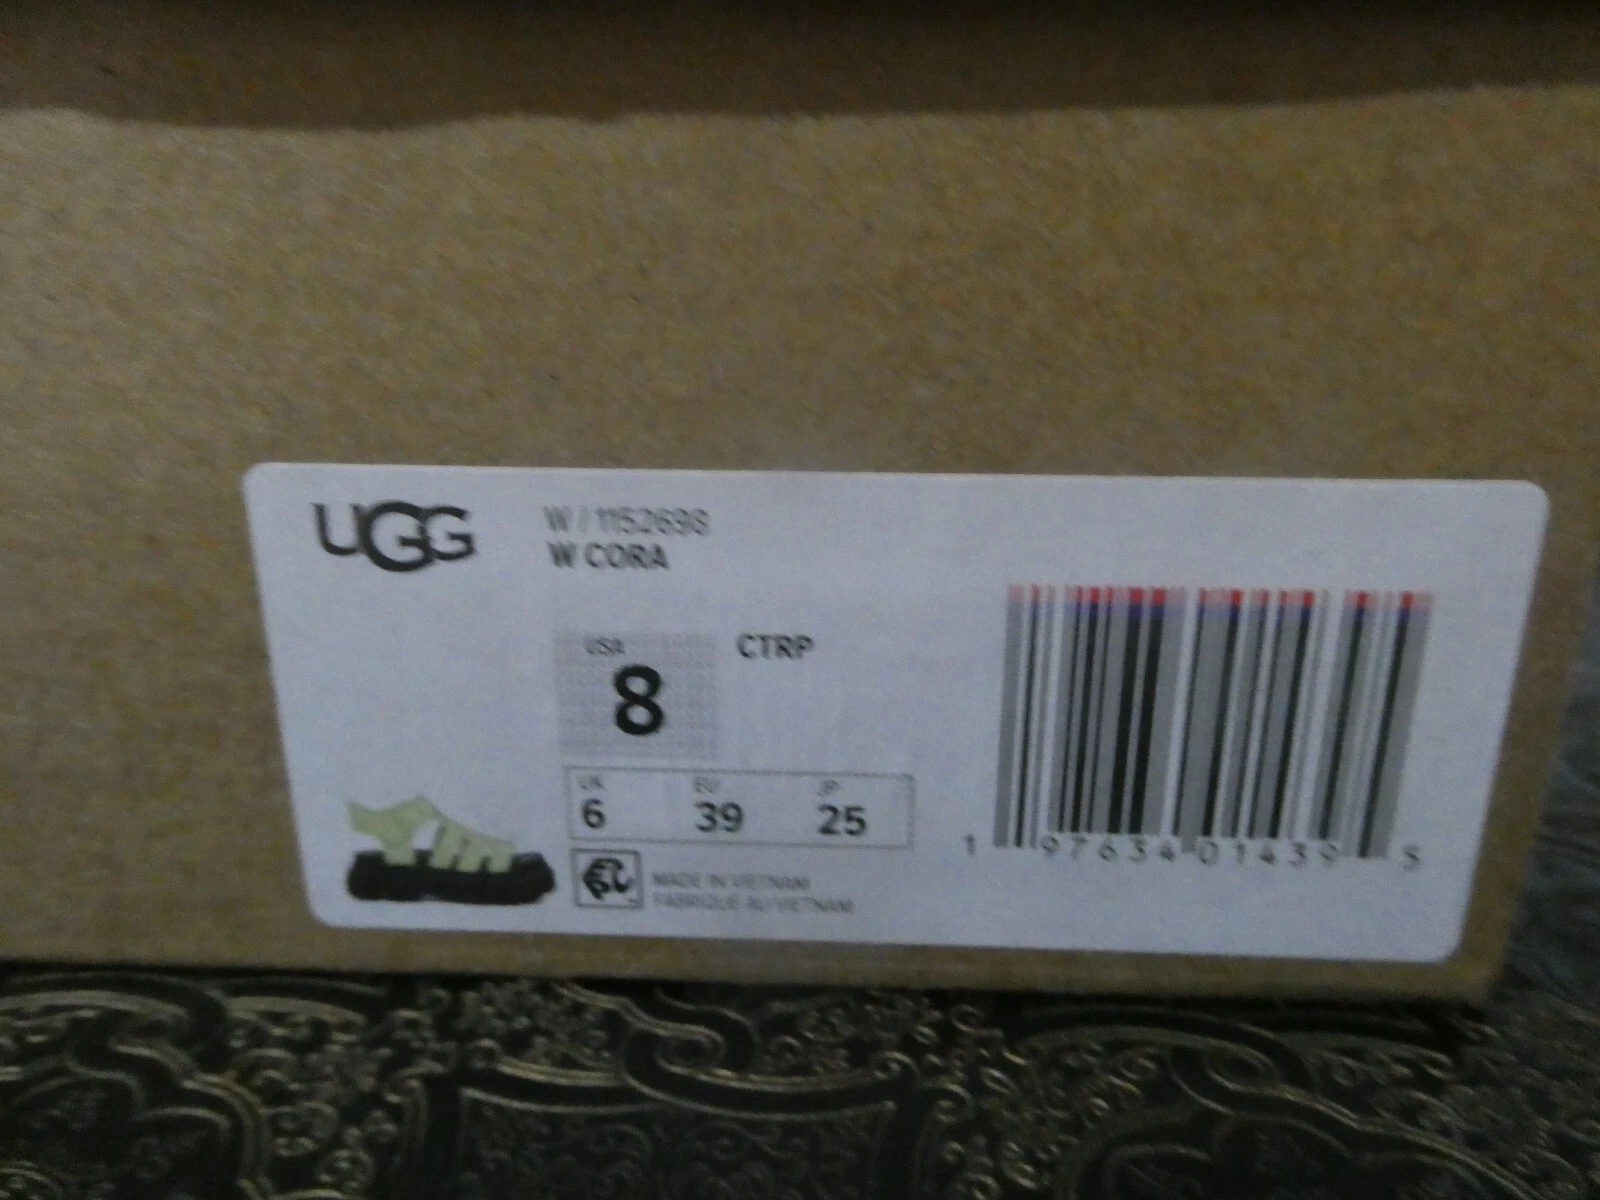 UGG
W / 1152698
W CORA
USA
8
CTRP
UK EU JP
6 39 25
MADE IN VIETNAM
FABRIQUÉ AU VIETNAM
1 97634 01439 5